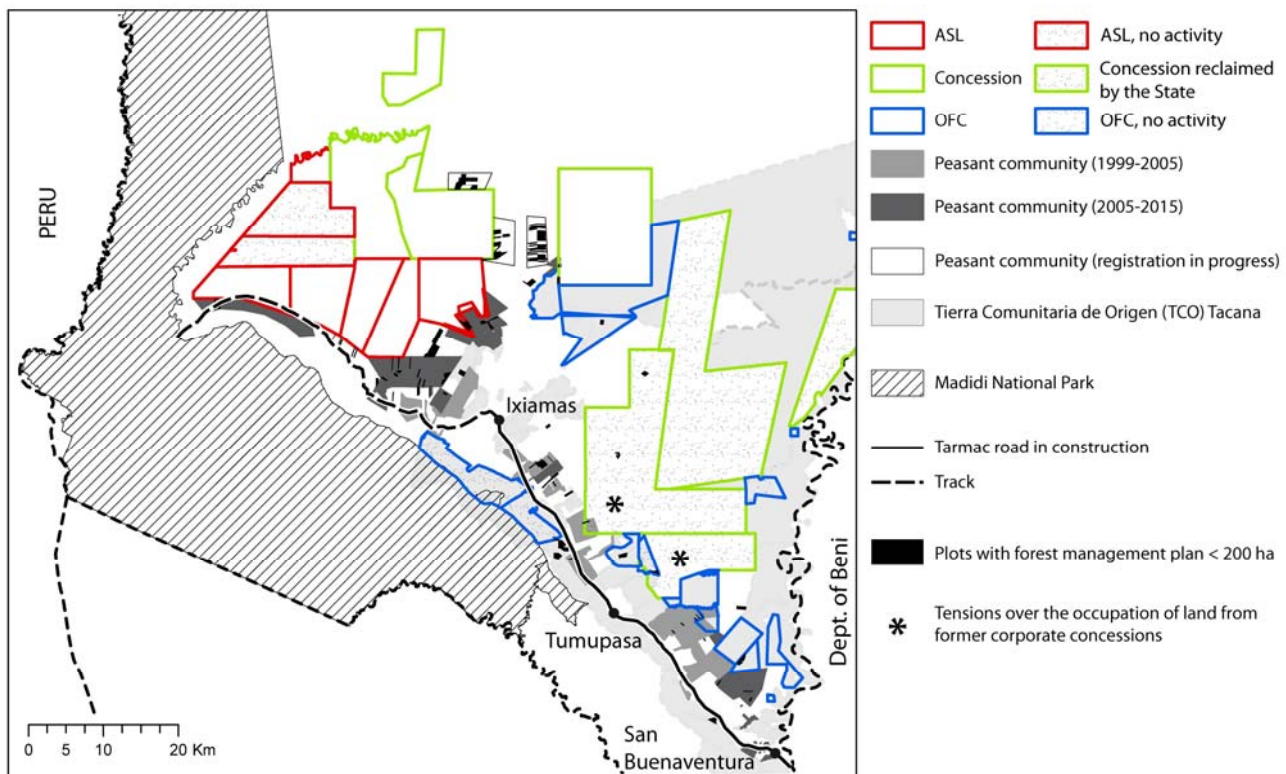 PERU
Ixiamas
Tumupasa
San
Buenaventura
Dept. of Beni
0 5 10 20 Km
ASL
ASL, no activity
Concession
Concession reclaimed
by the State
OFC
OFC, no activity
Peasant community (1999-2005)
Peasant community (2005-2015)
Peasant community (registration in progress)
Tierra Comunitaria de Origen (TCO) Tacana
Madidi National Park
Tarmac road in construction
Track
Plots with forest management plan < 200 ha
* Tensions over the occupation of land from
former corporate concessions